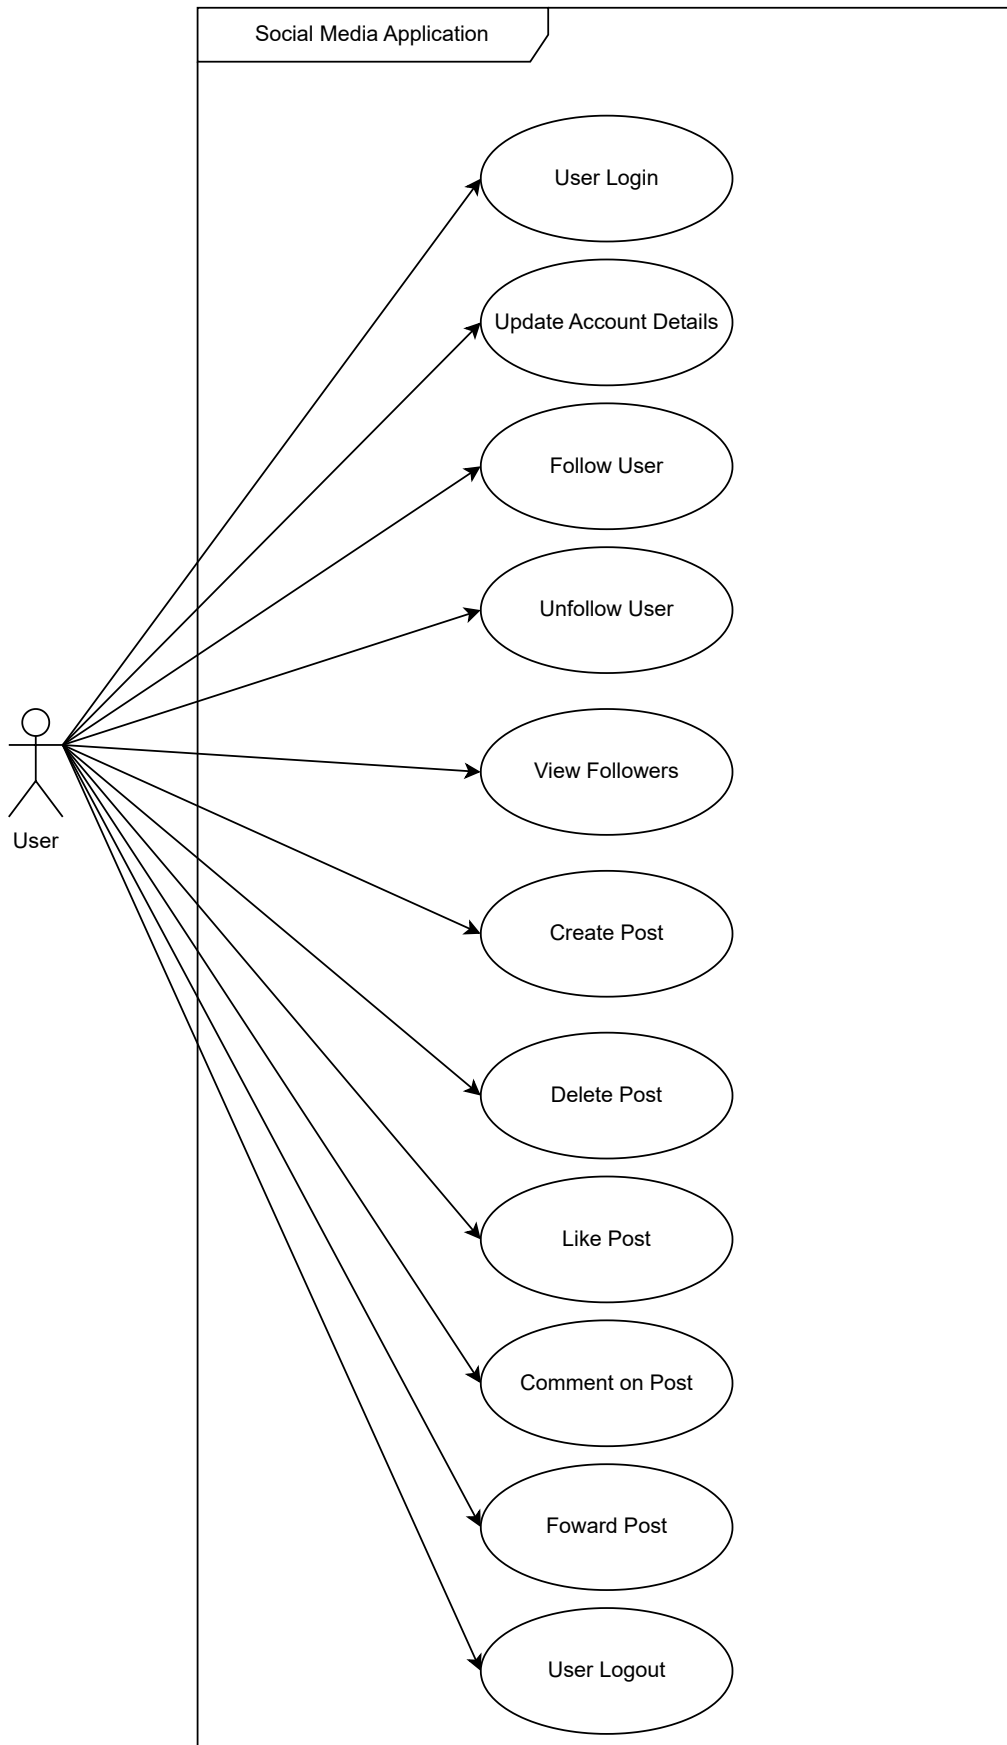 Social Media Application
User Login
Update Account Details
Follow User
Unfollow User
View Followers
User
Create Post
Delete Post
Like Post
Comment on Post
Foward Post
User Logout